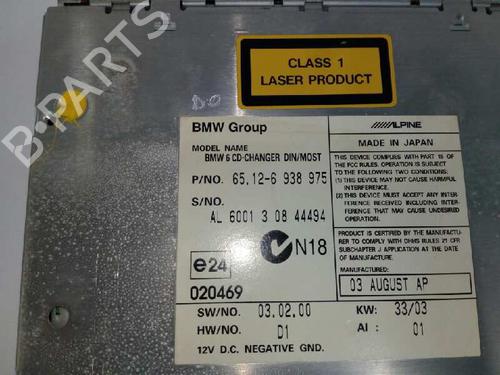 B-PARTS
CLASS 1
LASER PRODUCT
D.O
BMW Group
ALPINE
MODEL NAME
BMW 6 CD-CHANGER DIN/MOST
MADE IN JAPAN
P/NO. 65.12-6 938 975
S/NO.
AL 6001 3 08 44494
THIS DEVICE COMPLIES WITH PART 15 OF
THE FCC RULES. OPERATION IS SUBJECT
TO THE FOLLOWING TWO CONDITIONS:
(1) THIS DEVICE MAY NOT CAUSE HARMFUL
INTERFERENCE, AND
(2) THIS DEVICE MUST ACCEPT ANY INTER-
FERENCE RECEIVED INCLUDING INTER-
FERENCE THAT MAY CAUSE UNDESIRED
OPERATION.
N18
e24
020469
PRODUCT IS CERTIFIED BY THE MANUFACTU-
RER TO COMPLY WITH DHHS RULES 21 CFR
SUBCHAPTER J APPLICATION AT THE DATE
OF MANUFACTURE.
MANUFACTURED:
03 AUGUST AP
SW/NO. 03.02.00 KW: 33/03
HW/NO. D1 AI : 01
12V D.C. NEGATIVE GND.